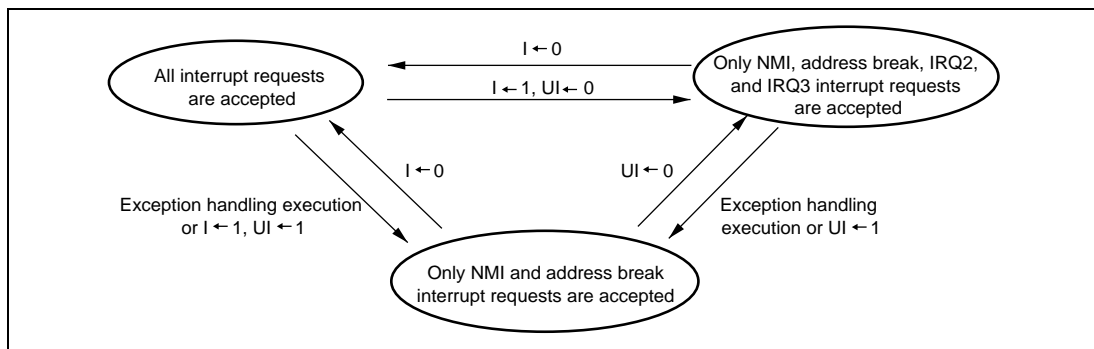 I ← 0
All interrupt requests
are accepted
Only NMI, address break, IRQ2,
and IRQ3 interrupt requests
are accepted
I ← 1, UI ← 0
I ← 0
UI ← 0
Exception handling execution
or I ← 1, UI ← 1
Exception handling
execution or UI ← 1
Only NMI and address break
interrupt requests are accepted